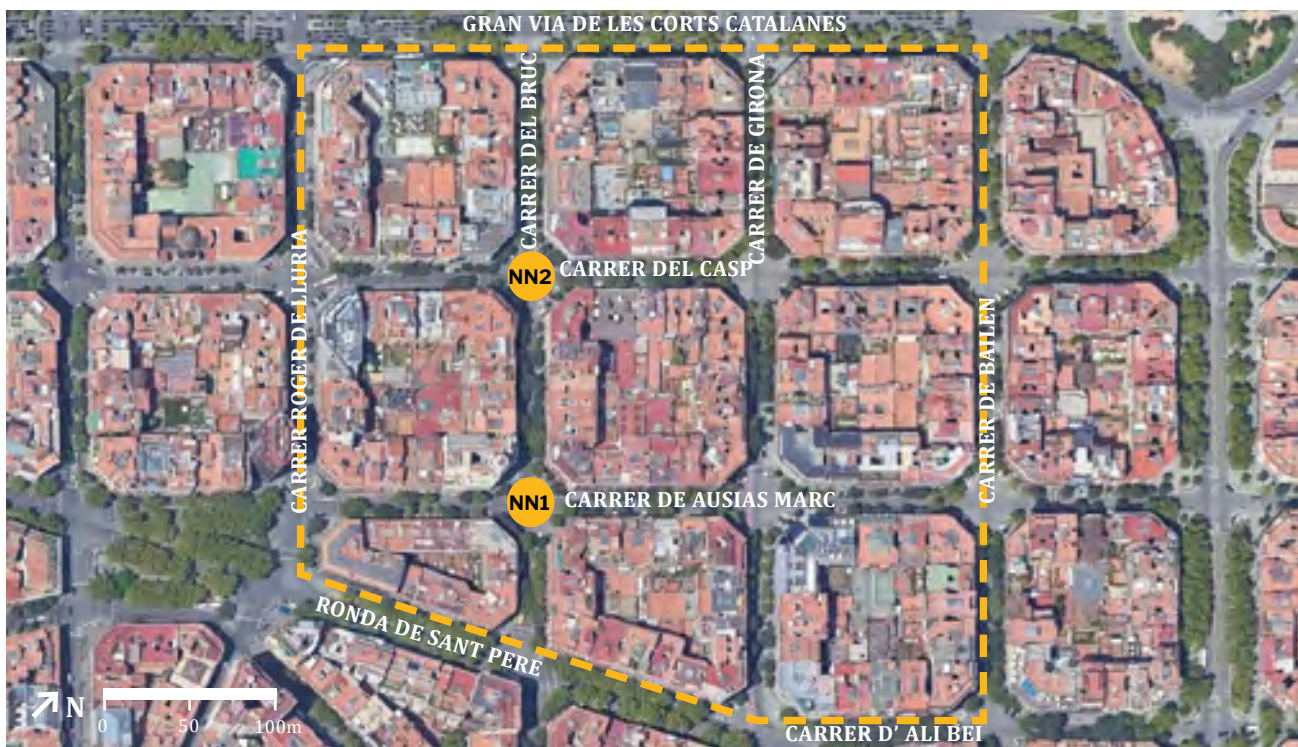 GRAN VIA DE LES CORTS CATALANES
CARRER DEL BRUC
CARRER DE GIRONA
CARRER ROGER DE LLURIA
NN2
CARRER DEL CASP
CARRER DE BAILEN
NN1
CARRER DE AUSIAS MARC
RONDA DE SANT PERE
N
0
50
100m
CARRER D' ALI BEI